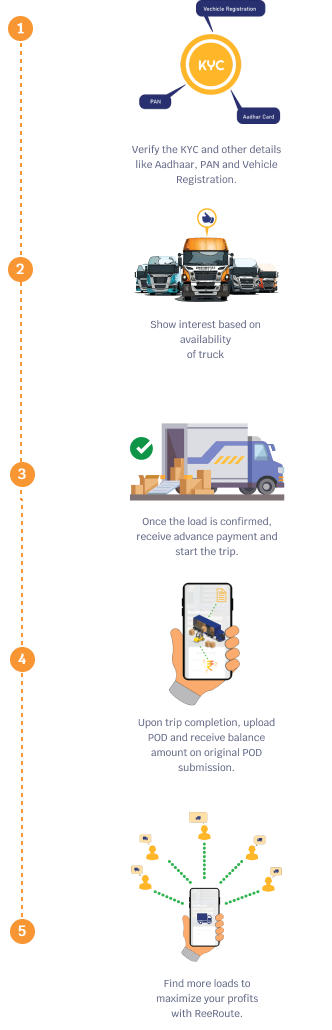 1
Vechicle Registration
KYC
PAN
Aadhar Card
Verify the KYC and other details
like Aadhaar, PAN and Vehicle
Registration.
2
Show interest based on
availability
of truck
3
Once the load is confirmed,
receive advance payment and
start the trip.
4
Upon trip completion, upload
POD and receive balance
amount on original POD
submission.
5
Find more loads to
maximize your profits
with ReeRoute.